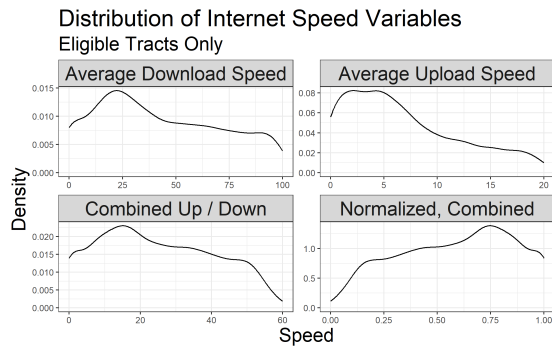 Distribution of Internet Speed Variables
Eligible Tracts Only
Average Download Speed
Average Upload Speed
0.015
0.010
0.005
0.000
0 25 50 75 100
0.08
0.06
0.04
0.02
0.00
0 5 10 15 20
Density
Combined Up / Down
Normalized, Combined
0.020
0.015
0.010
0.005
0.000
0 20 40 60
1.0
0.5
0.0
0.00 0.25 0.50 0.75 1.00
Speed